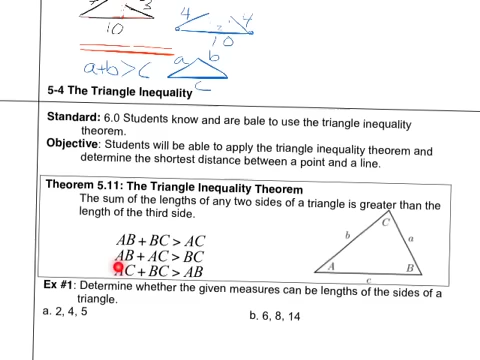 3
10
4 4
10
a+b>c
a b
c
5-4 The Triangle Inequality
Standard: 6.0 Students know and are bale to use the triangle inequality
theorem.
Objective: Students will be able to apply the triangle inequality theorem and
determine the shortest distance between a point and a line.
Theorem 5.11: The Triangle Inequality Theorem
The sum of the lengths of any two sides of a triangle is greater than the
length of the third side.
AB + BC > AC
AB + AC > BC
AC + BC > AB
C
b a
A B
c
Ex #1: Determine whether the given measures can be lengths of the sides of a
triangle.
a. 2, 4, 5 b. 6, 8, 14